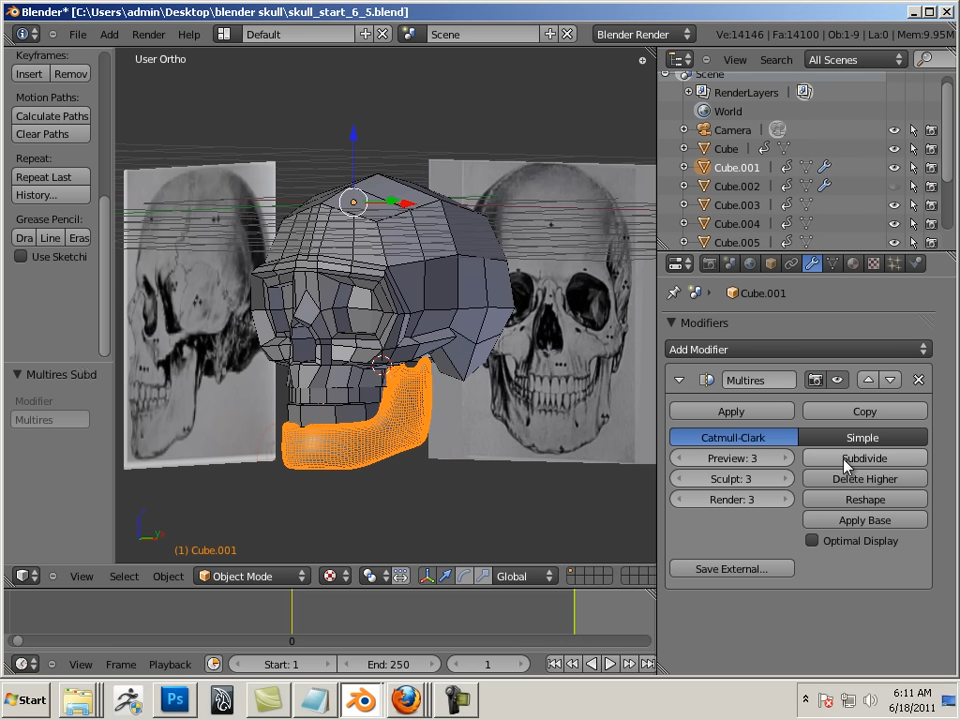 Blender* [C:\Users\admin\Desktop\blender skull\skull_start_6_5.blend]
File Add Render Help Default Scene Blender Render Ve:14146 | Fa:14100 | Ob:1-9 | La:0 | Mem:9.95M
Keyframes:
Insert Remov
Motion Paths:
Calculate Paths
Clear Paths
Repeat:
Repeat Last
History...
Grease Pencil:
Dra Line Eras
Use Sketchi
Multires Subd
Modifier
Multires
User Ortho
(1) Cube.001
View Select Object Object Mode Global
View Search All Scenes
Scene
RenderLayers
World
Camera
Cube
Cube.001
Cube.002
Cube.003
Cube.004
Cube.005
Cube.001
Modifiers
Add Modifier
Multires
Apply Copy
Catmull-Clark Simple
Preview: 3 Subdivide
Sculpt: 3 Delete Higher
Render: 3 Reshape
Apply Base
Optimal Display
Save External...
0
View Frame Playback Start: 1 End: 250 1
Start Ps 6:11 AM
6/18/2011